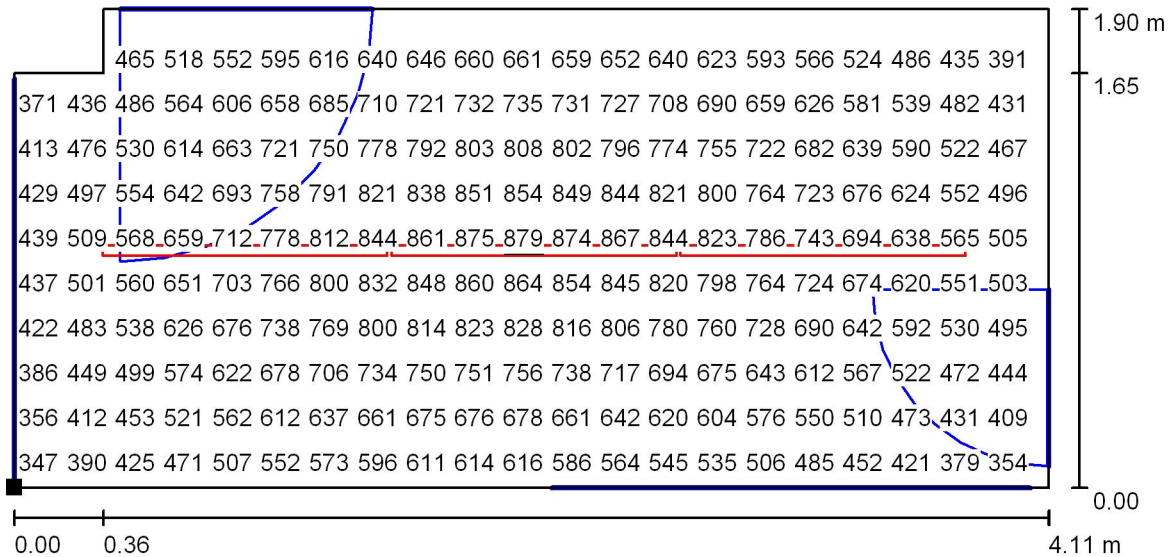 1.90 m
465 518 552 595 616 640 646 660 661 659 652 640 623 593 566 524 486 435 391
1.65
371 436 486 564 606 658 685 710 721 732 735 731 727 708 690 659 626 581 539 482 431
413 476 530 614 663 721 750 778 792 803 808 802 796 774 755 722 682 639 590 522 467
429 497 554 642 693 758 791 821 838 851 854 849 844 821 800 764 723 676 624 552 496
439 509 568 659 712 778 812 844 861 875 879 874 867 844 823 786 743 694 638 565 505
437 501 560 651 703 766 800 832 848 860 864 854 845 820 798 764 724 674 620 551 503
422 483 538 626 676 738 769 800 814 823 828 816 806 780 760 728 690 642 592 530 495
386 449 499 574 622 678 706 734 750 751 756 738 717 694 675 643 612 567 522 472 444
356 412 453 521 562 612 637 661 675 676 678 661 642 620 604 576 550 510 473 431 409
347 390 425 471 507 552 573 596 611 614 616 586 564 545 535 506 485 452 421 379 354
0.00
0.00 0.36 4.11 m